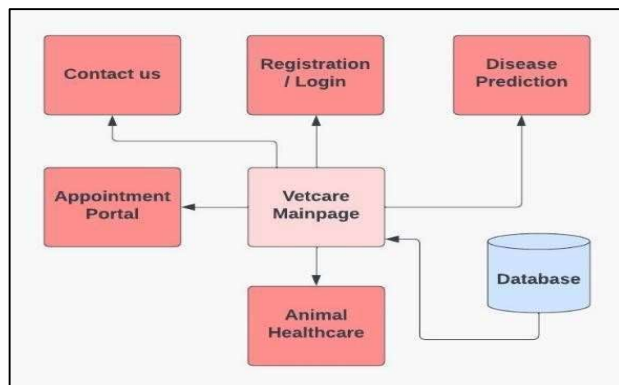 Contact us
Registration
/ Login
Disease
Prediction
Appointment
Portal
Vetcare
Mainpage
Database
Animal
Healthcare